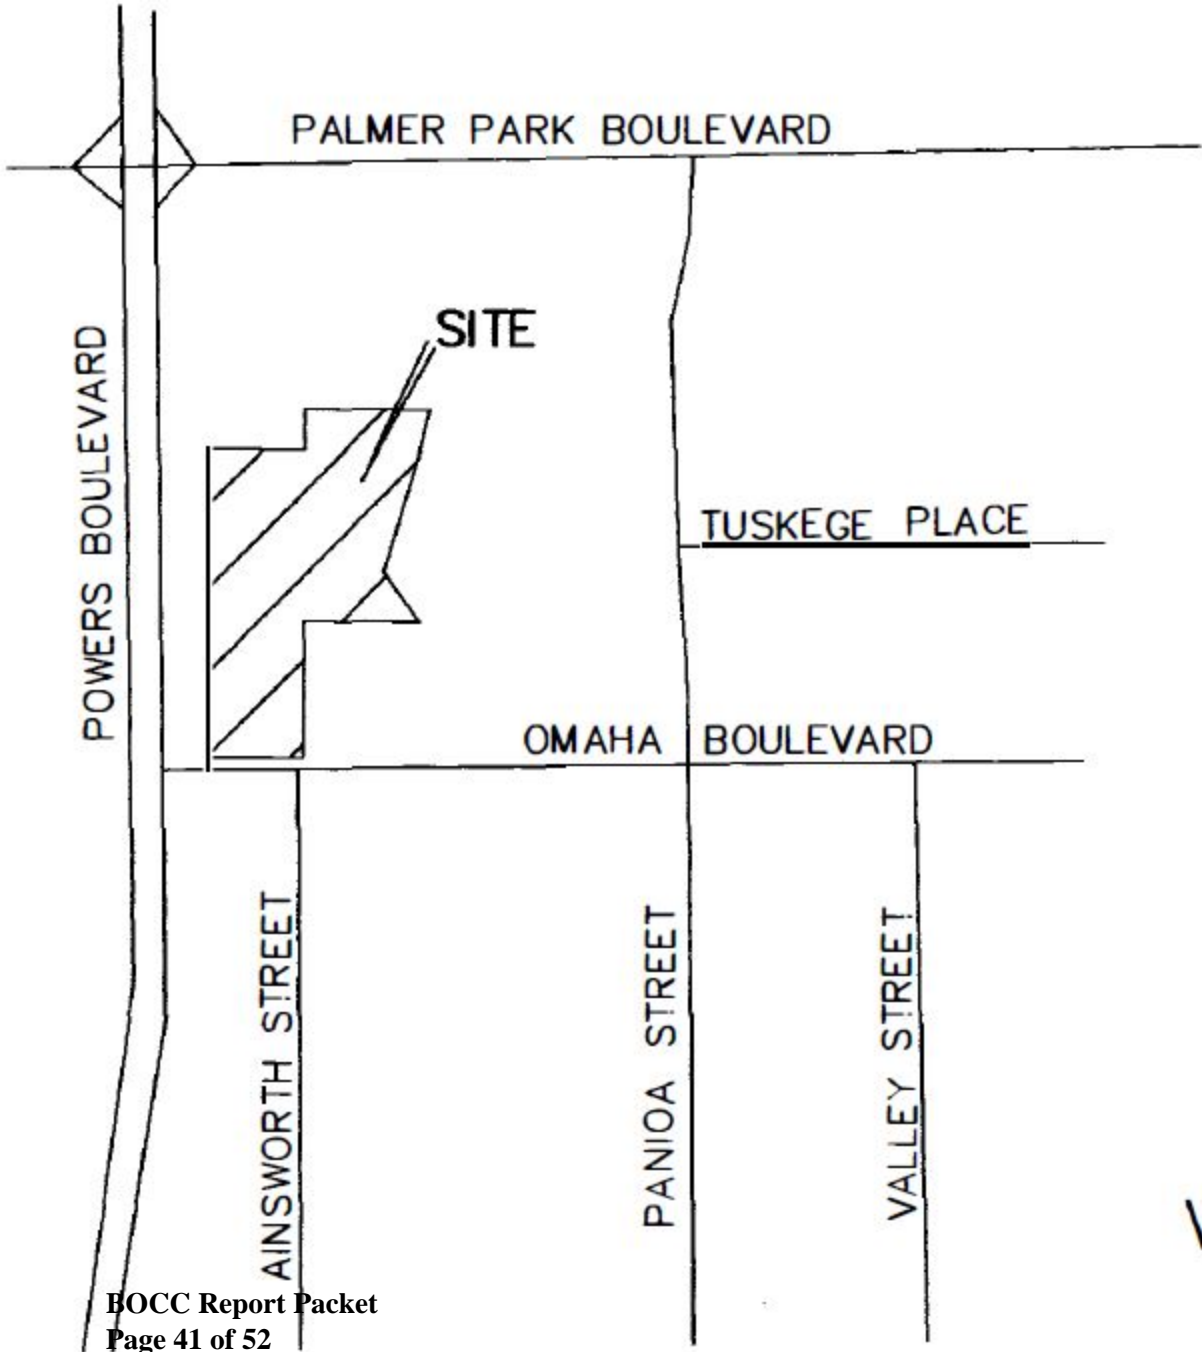 PALMER PARK BOULEVARD
SITE
POWERS BOULEVARD
TUSKEGE PLACE
OMAHA BOULEVARD
AINSWORTH STREET
PANIOA STREET
VALLEY STREET
BOCC Report Packet
Page 41 of 52